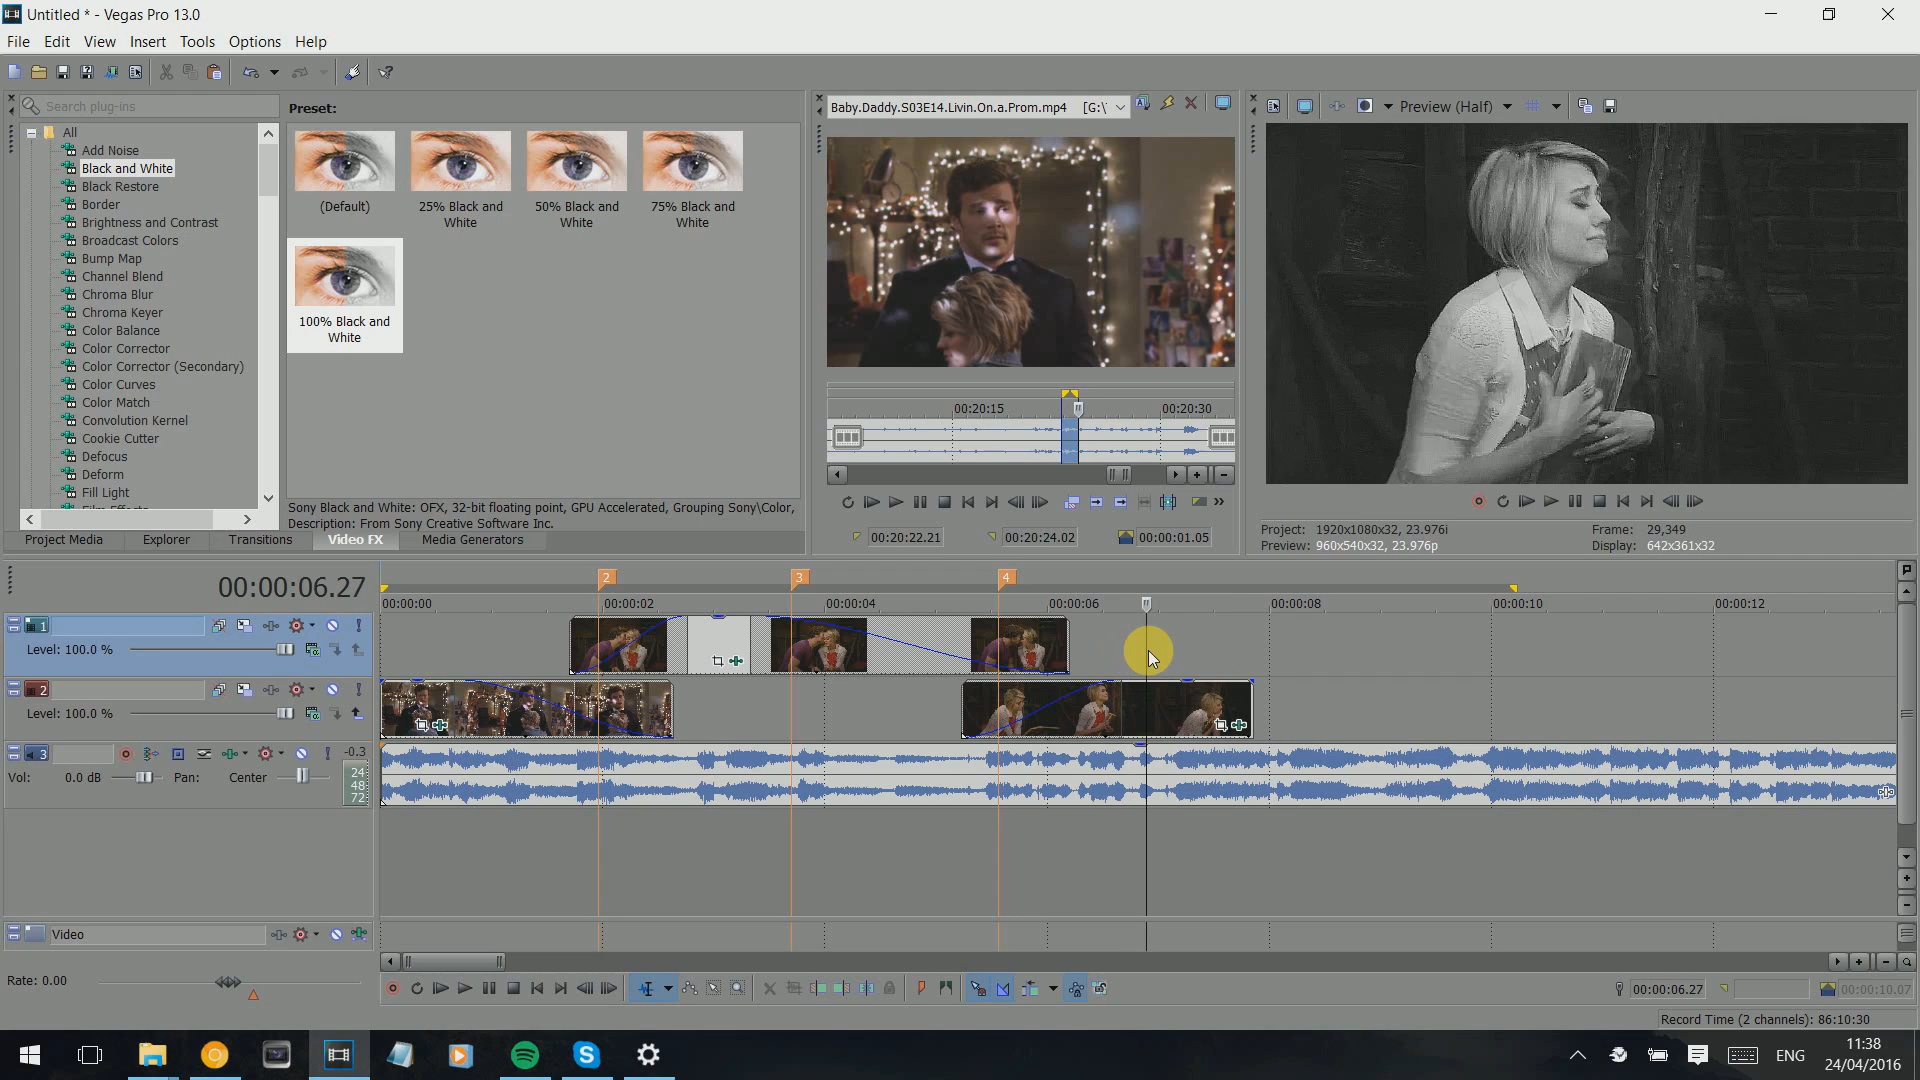 Untitled * - Vegas Pro 13.0
File Edit View Insert Tools Options Help
Search plug-ins
All
Add Noise
Black and White
Black Restore
Border
Brightness and Contrast
Broadcast Colors
Bump Map
Channel Blend
Chroma Blur
Chroma Keyer
Color Balance
Color Corrector
Color Corrector (Secondary)
Color Curves
Color Match
Convolution Kernel
Cookie Cutter
Defocus
Deform
Fill Light
Preset:
(Default)
25% Black and
White
50% Black and
White
75% Black and
White
100% Black and
White
Sony Black and White: OFX, 32-bit floating point, GPU Accelerated, Grouping Sony\Color,
Description: From Sony Creative Software Inc.
Project Media Explorer Transitions Video FX Media Generators
Baby.Daddy.S03E14.Livin.On.a.Prom.mp4 [G:\
00:20:15 00:20:30
00:20:22.21 00:20:24.02 00:00:01.05
Preview (Half)
Project: 1920x1080x32, 23.976i
Preview: 960x540x32, 23.976p
Frame: 29,349
Display: 642x361x32
00:00:06.27
2 3 4
00:00:00 00:00:02 00:00:04 00:00:06 00:00:08 00:00:10 00:00:12
1
Level: 100.0 %
2
Level: 100.0 %
3 -0.3
Vol: 0.0 dB Pan: Center
24
48
72
Video
Rate: 0.00
00:00:06.27 00:00:10.07
Record Time (2 channels): 86:10:30
ENG
11:38
24/04/2016